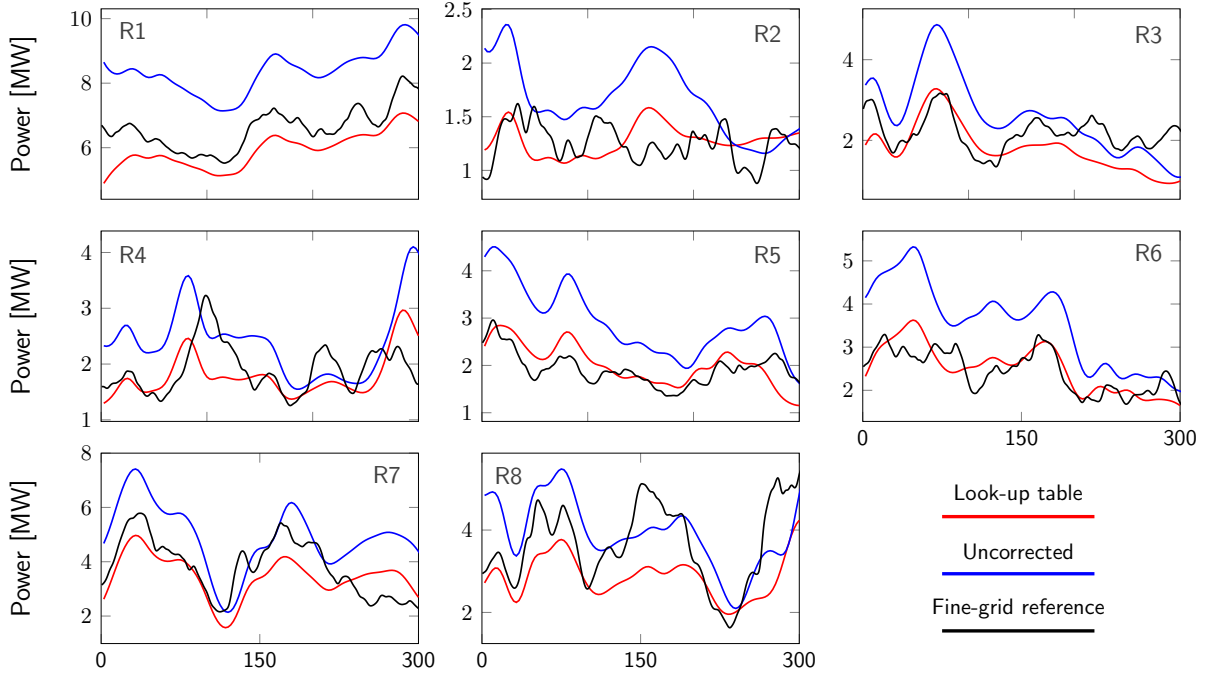 Power [MW]
10
8
6
R1
2.5
2
1.5
1
R2
4
2
R3
Power [MW]
4
3
2
1
R4
4
3
2
1
R5
5
4
3
2
R6
0
150
300
Power [MW]
8
6
4
2
R7
0
150
300
R8
4
2
0
150
300
Look-up table
Uncorrected
Fine-grid reference